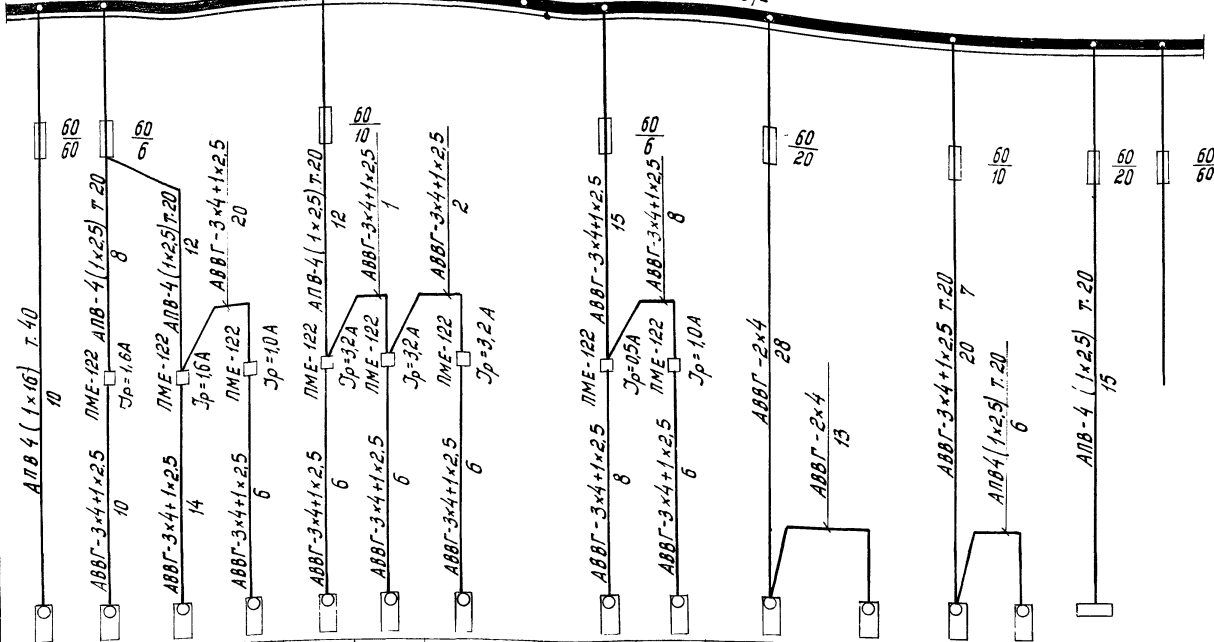 60/60
60/6
60/10
60/6
60/20
60/10
60/20
60/60
АПВ 4 (1×16) т. 40
10
АПВ-4 (1×2,5) т 20
8
ПМЕ-122
Jр=1,6А
АВВГ-3×4+1×2,5
10
АПВ-4 (1×2,5) т.20
12
ПМЕ-122
Jр=1,6А
АВВГ-3×4+1×2,5
14
АВВГ-3×4+1×2,5
20
ПМЕ-122
Jр=1,0А
АВВГ-3×4+1×2,5
6
АПВ-4 (1×2,5) т.20
12
ПМЕ-122
Jр=3,2А
АВВГ-3×4+1×2,5
6
АВВГ-3×4+1×2,5
1
ПМЕ-122
Jр=3,2А
АВВГ-3×4+1×2,5
6
АВВГ-3×4+1×2,5
2
ПМЕ-122
Jр=3,2А
АВВГ-3×4+1×2,5
6
АВВГ-3×4+1×2,5
15
ПМЕ-122
Jр=0,5А
АВВГ-3×4+1×2,5
8
АВВГ-3×4+1×2,5
8
ПМЕ-122
Jр=1,0А
АВВГ-3×4+1×2,5
6
АВВГ-2×4
28
АВВГ-2×4
13
АВВГ-3×4+1×2,5 т.20
20 7
АПВ4 (1×2,5) т.20
6
АПВ-4 (1×2,5) т.20
15